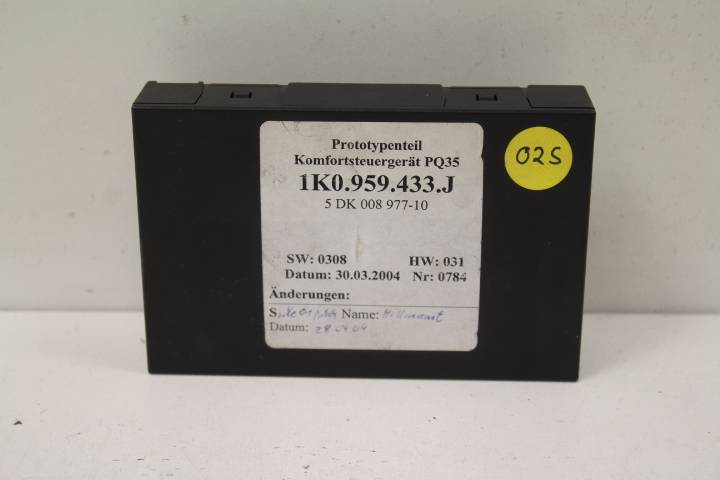 Prototypenteil
Komfortsteuergerät PQ35
1K0.959.433.J
5 DK 008 977-10
SW: 0308 HW: 031
Datum: 30.03.2004 Nr: 0784
Änderungen:
Name:
Datum: 28.04.04
02S